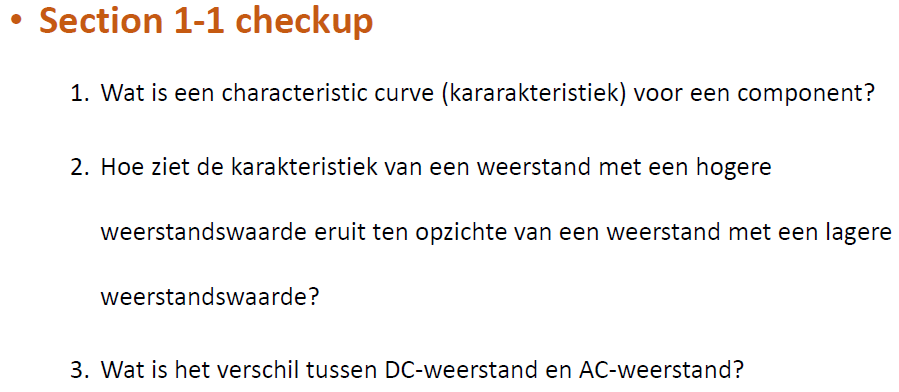 • Section 1-1 checkup
1. Wat is een characteristic curve (kararakteristiek) voor een component?
2. Hoe ziet de karakteristiek van een weerstand met een hogere
weerstandswaarde eruit ten opzichte van een weerstand met een lagere
weerstandswaarde?
3. Wat is het verschil tussen DC-weerstand en AC-weerstand?